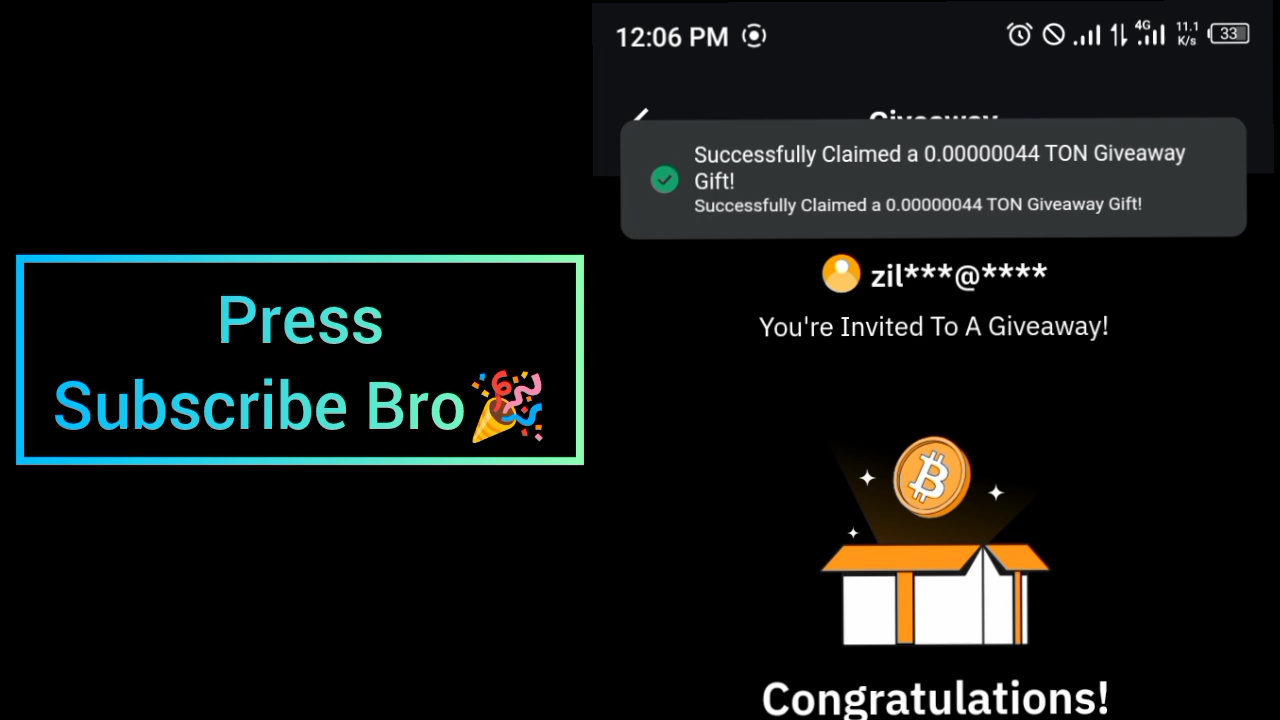 Press
Subscribe Bro🎉
12:06 PM
4G
11.1
K/s
33
Giveaway
Successfully Claimed a 0.00000044 TON Giveaway
Gift!
Successfully Claimed a 0.00000044 TON Giveaway Gift!
zil***@****
You're Invited To A Giveaway!
Congratulations!